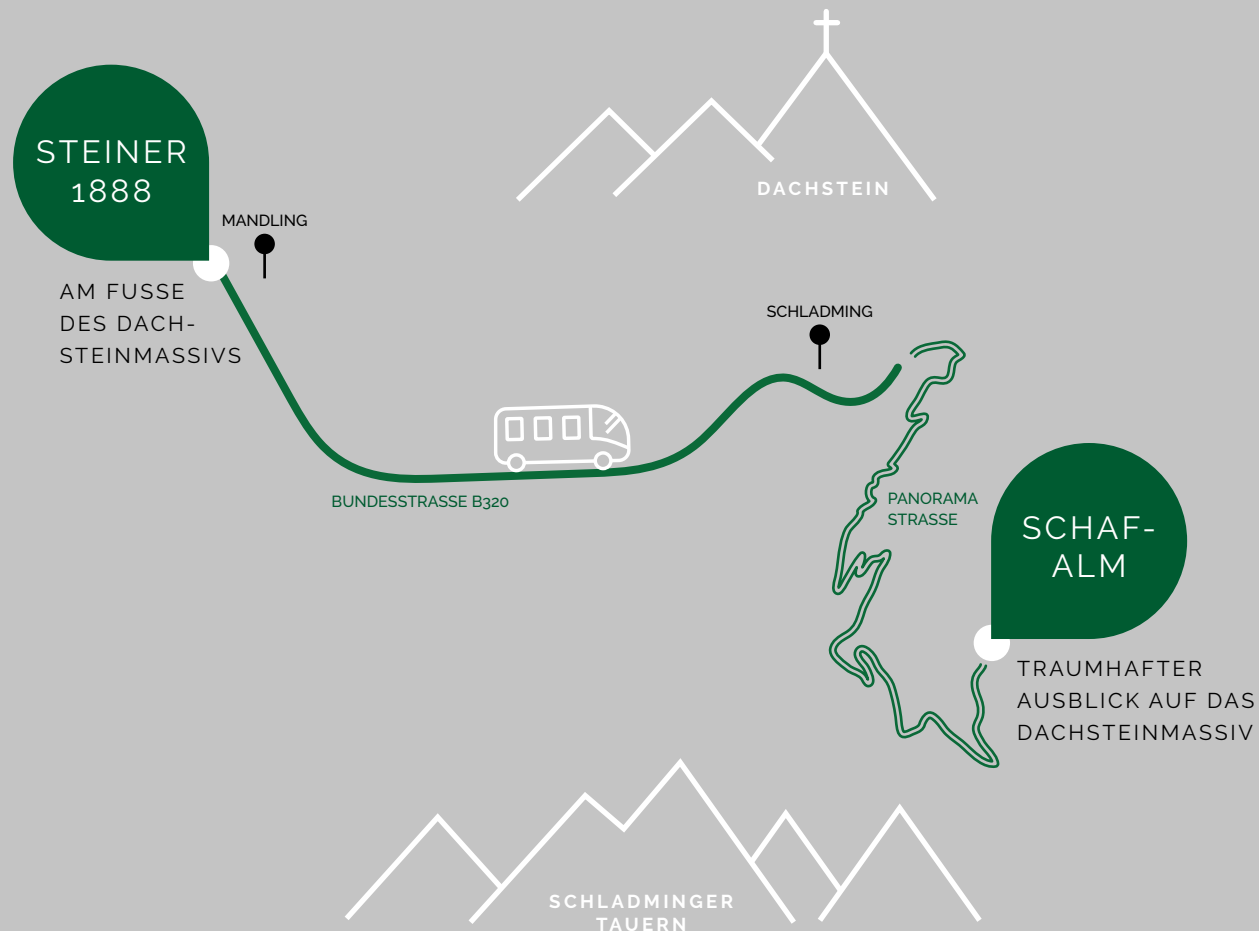 STEINER
1888
MANDLING
AM FUSSE
DES DACH-
STEINMASSIVS
DACHSTEIN
SCHLADMING
BUNDESSTRASSE B320
PANORAMA
STRASSE
SCHAF-
ALM
TRAUMHAFTER
AUSBLICK AUF DAS
DACHSTEINMASSIV
SCHLADMINGER
TAUERN